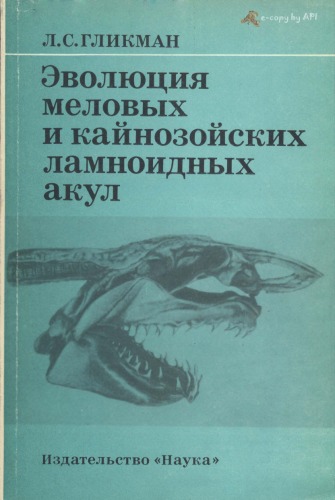 e-copy by API
Л.С.ГЛИКМАН
Эволюция
меловых
и кайнозойских
ламноидных
акул
Издательство «Наука»